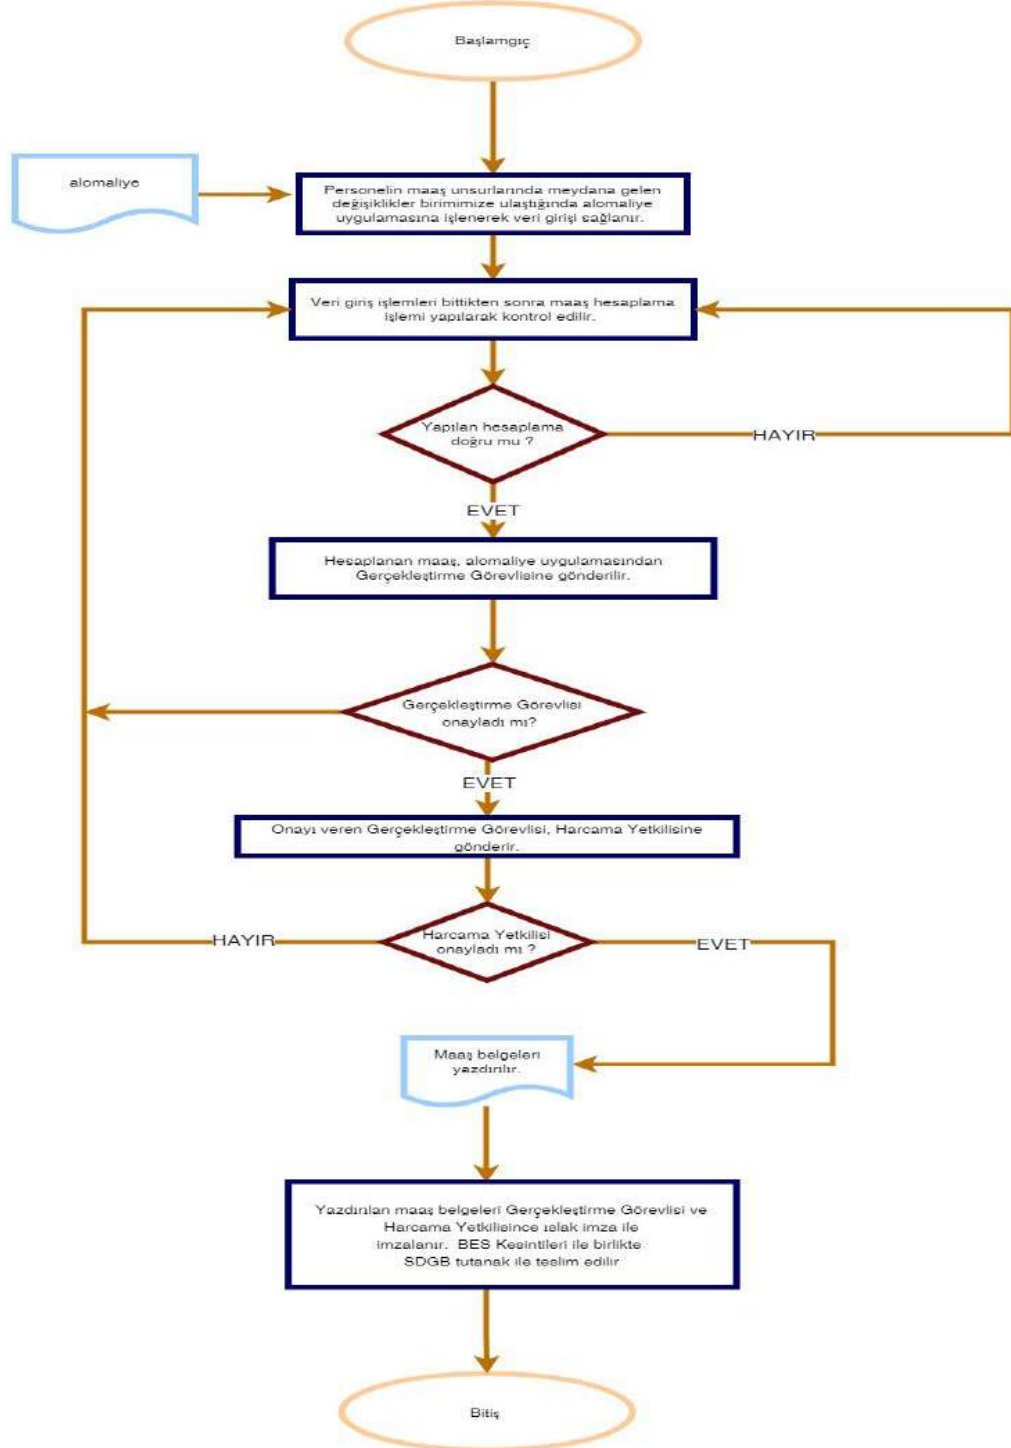 Başlamgıç
alomaliye
Personelin maaş unsurlarında meydana gelen
değişiklikler birimimize ulaştığında alomaliye
uygulamasına işlenerek veri girişi sağlanır.
Veri giriş işlemleri bittikten sonra maaş hesaplama
işlemi yapılarak kontrol edilir.
Yapılan hesaplama
doğru mu ?
HAYIR
EVET
Hesaplanan maaş, alomaliye uygulamasından
Gerçekleştirme Görevlisine gönderilir.
Gerçekleştirme Görevlisi
onayladı mı?
EVET
Onayı veren Gerçekleştirme Görevlisi, Harcama Yetkilisine
gönderir.
Harcama Yetkilisi
onayladı mı ?
HAYIR
EVET
Maaş belgeleri
yazdırılır.
Yazdırılan maaş belgeleri Gerçekleştirme Görevlisi ve
Harcama Yetkilisince ıslak imza ile
imzalanır. BES Kesintileri ile birlikte
SDGB tutanak ile teslim edilir
Bitiş